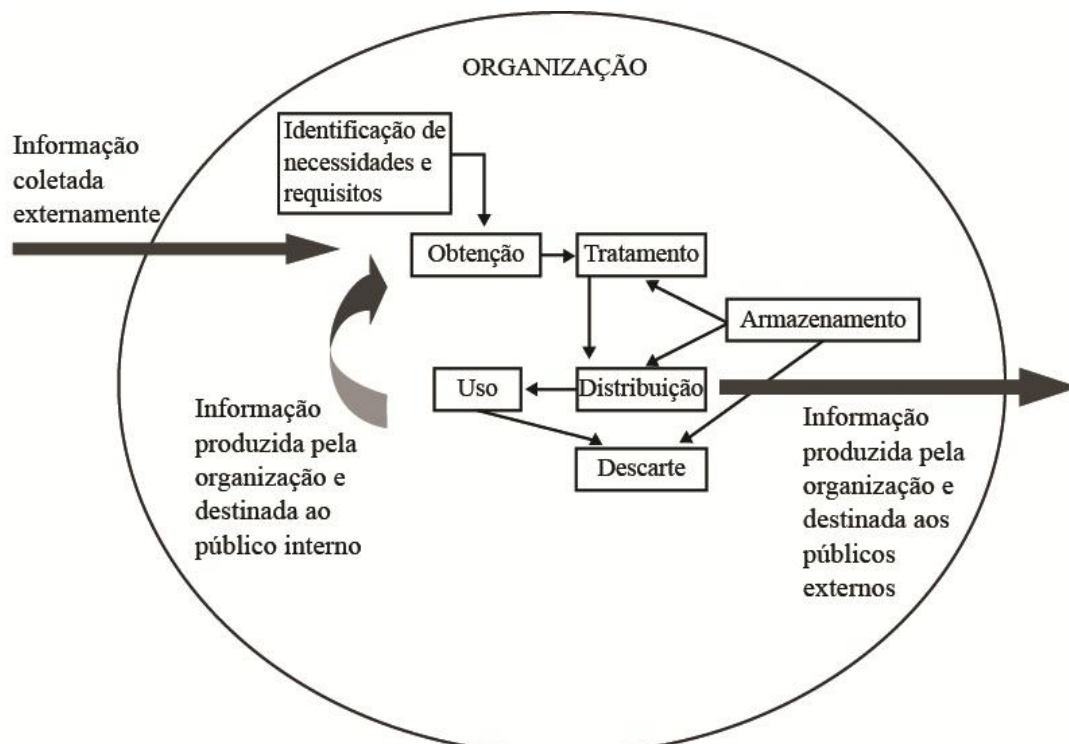 ORGANIZAÇÃO
Informação
coletada
externamente
Identificação de
necessidades e
requisitos
Obtenção
Tratamento
Armazenamento
Uso
Distribuição
Descarte
Informação
produzida pela
organização e
destinada ao
público interno
Informação
produzida pela
organização e
destinada aos
públicos
externos